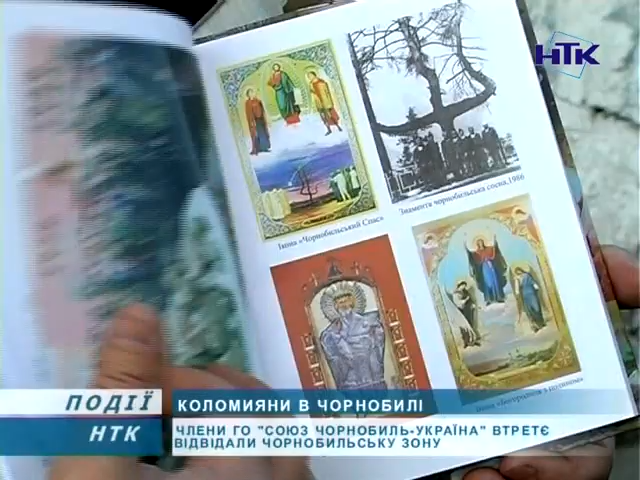 НТК
Ікона «Чорнобильський Спас»
Знаменита чорнобильська сосна, 1986
ПОДІЇ
НТК
КОЛОМИЯНИ В ЧОРНОБИЛІ
ЧЛЕНИ ГО "СОЮЗ ЧОРНОБИЛЬ-УКРАЇНА" ВТРЕТЄ
ВІДВІДАЛИ ЧОРНОБИЛЬСЬКУ ЗОНУ